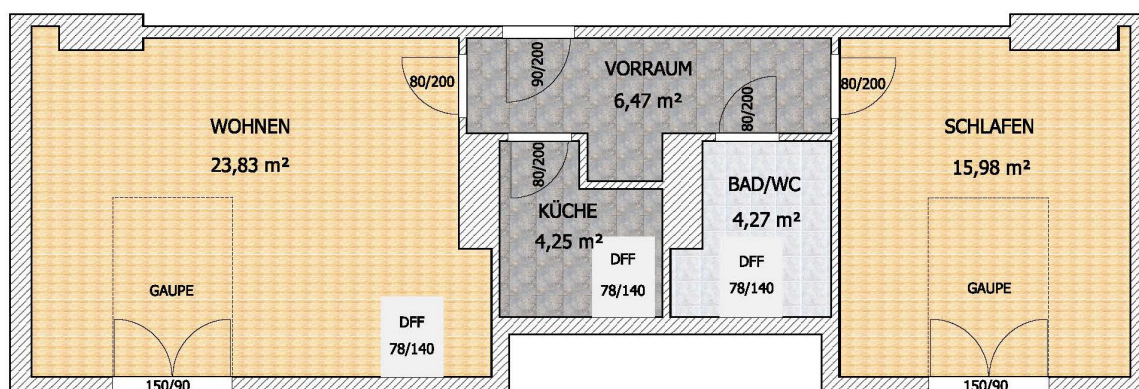 WOHNEN
23,83 m²
GAUPE
150/90
DFF
78/140
80/200
90/200
VORRAUM
6,47 m²
80/200
80/200
KÜCHE
4,25 m²
DFF
78/140
BAD/WC
4,27 m²
DFF
78/140
80/200
SCHLAFEN
15,98 m²
GAUPE
150/90